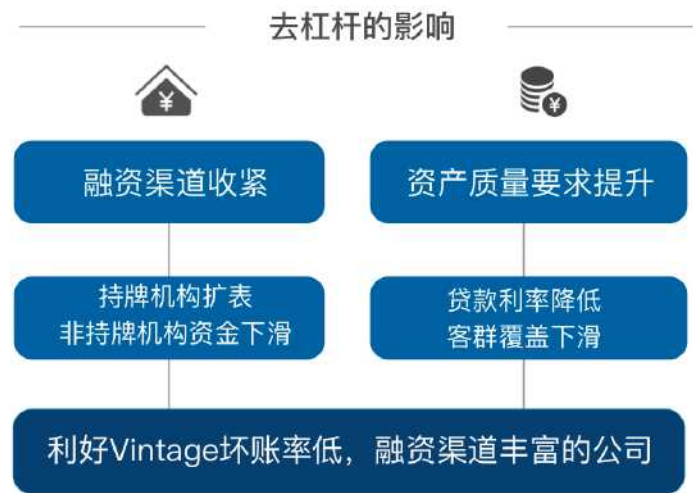 去杠杆的影响
¥
¥
融资渠道收紧
资产质量要求提升
持牌机构扩表
非持牌机构资金下滑
贷款利率降低
客群覆盖下滑
利好Vintage坏账率低，融资渠道丰富的公司